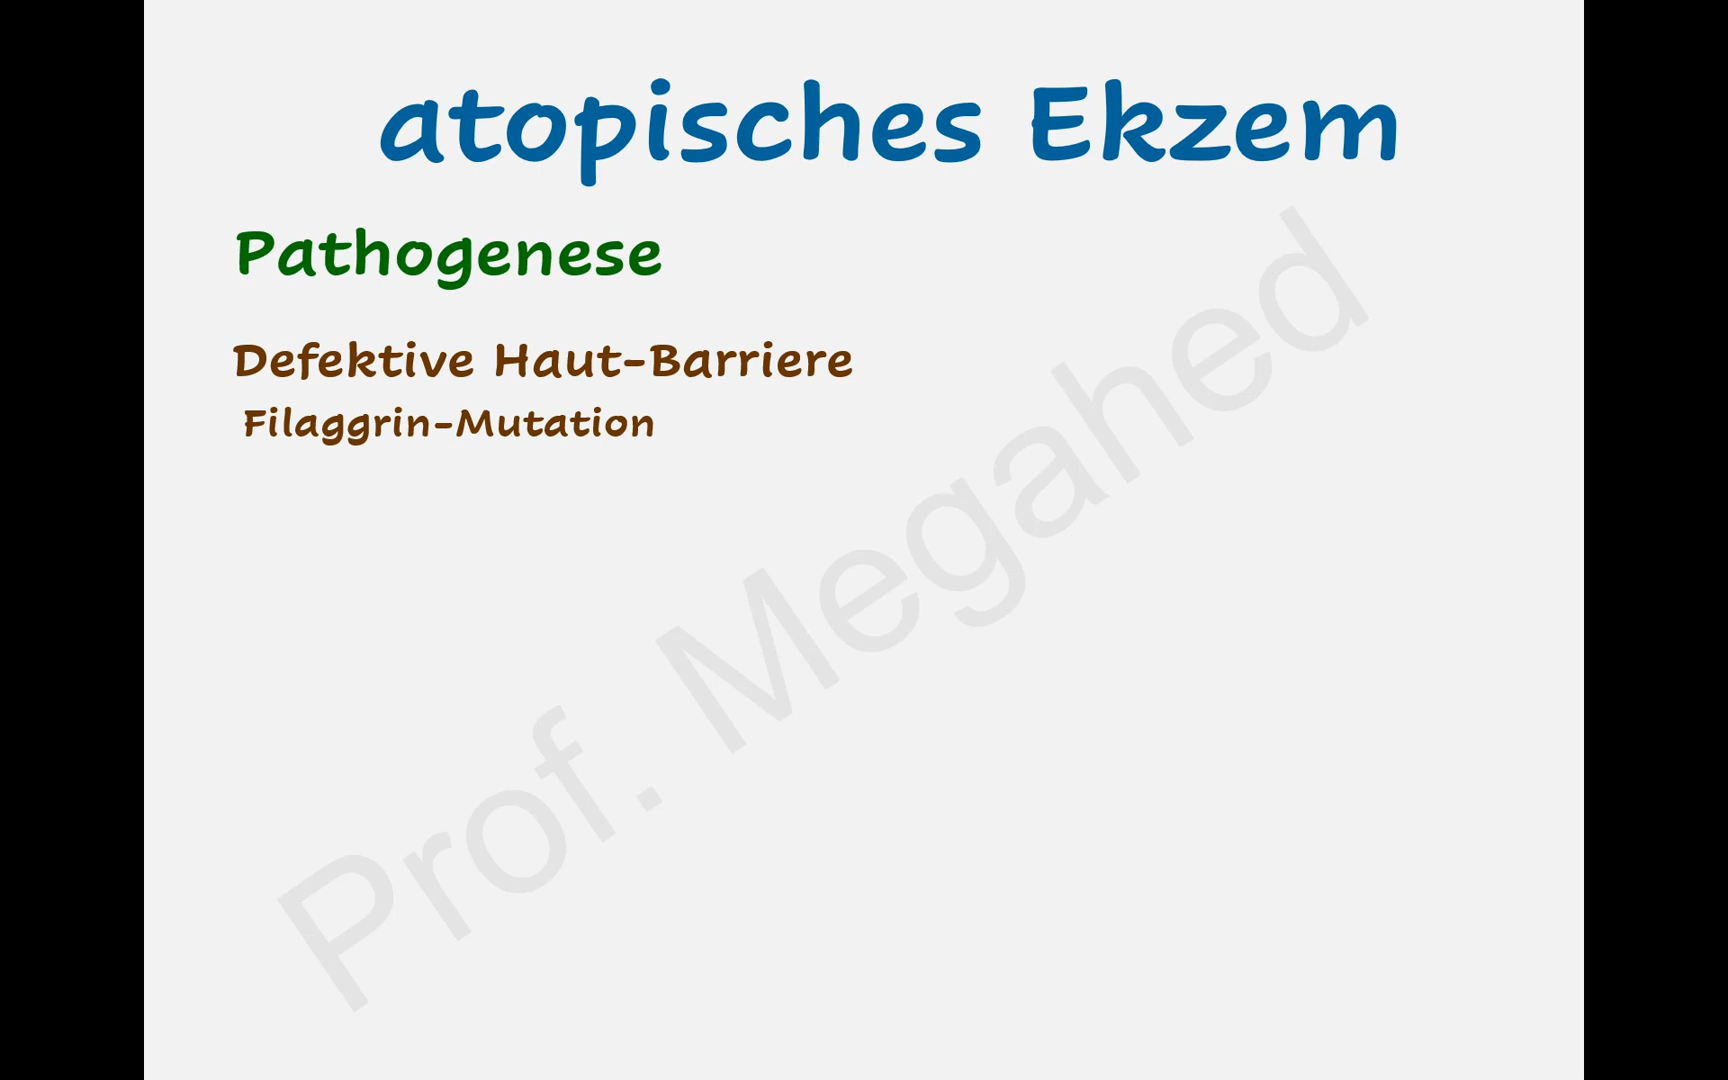 atopisches Ekzem
Pathogenese
Defektive Haut-Barriere
Filaggrin-Mutation
Prof. Megahed